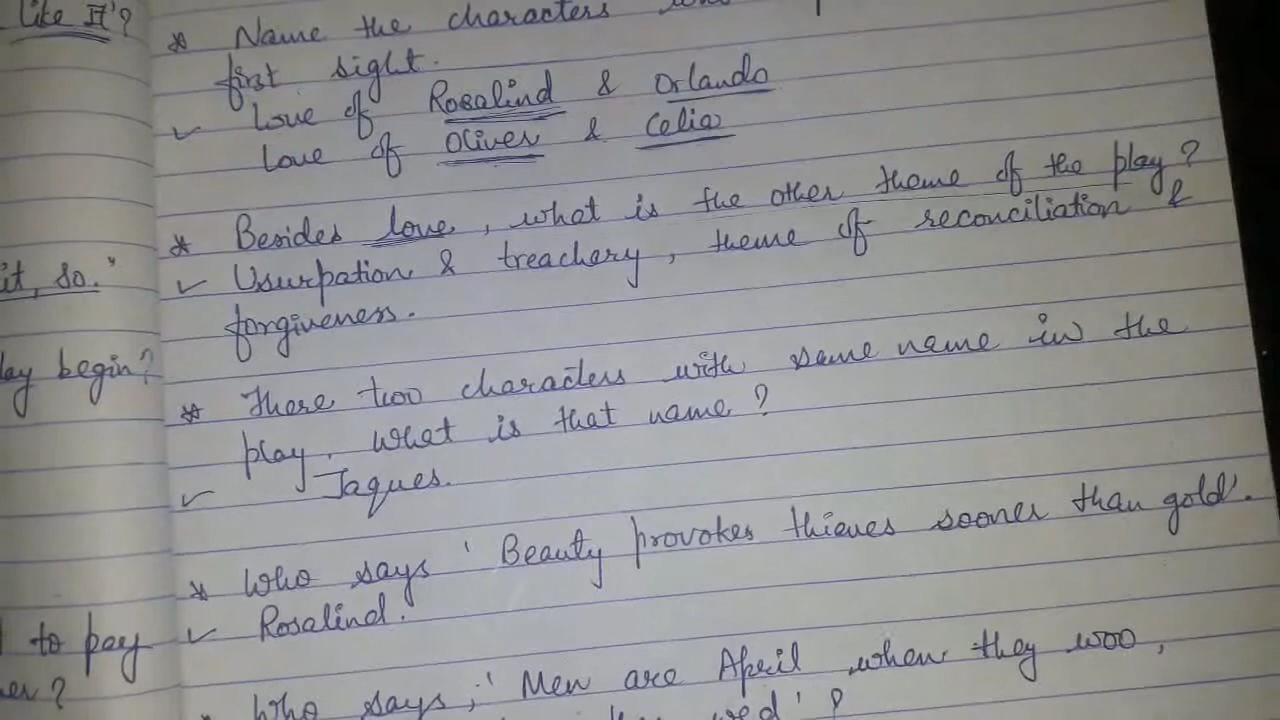 like It'?
* Name the characters
first sight.
✓ Love of Rosalind & Orlando
Love of Oliver & Celia
* Besides love, what is the other theme of the play?
it, so."
✓ Usurpation & treachery, theme of reconciliation &
forgiveness.
lay begin?
* There two characters with same name in the
play. What is that name?
✓ Jaques.
* Who says 'Beauty provokes thieves sooner than gold'.
to pay
✓ Rosalind.
* Who says, 'Men are April when they woo,
wed'?